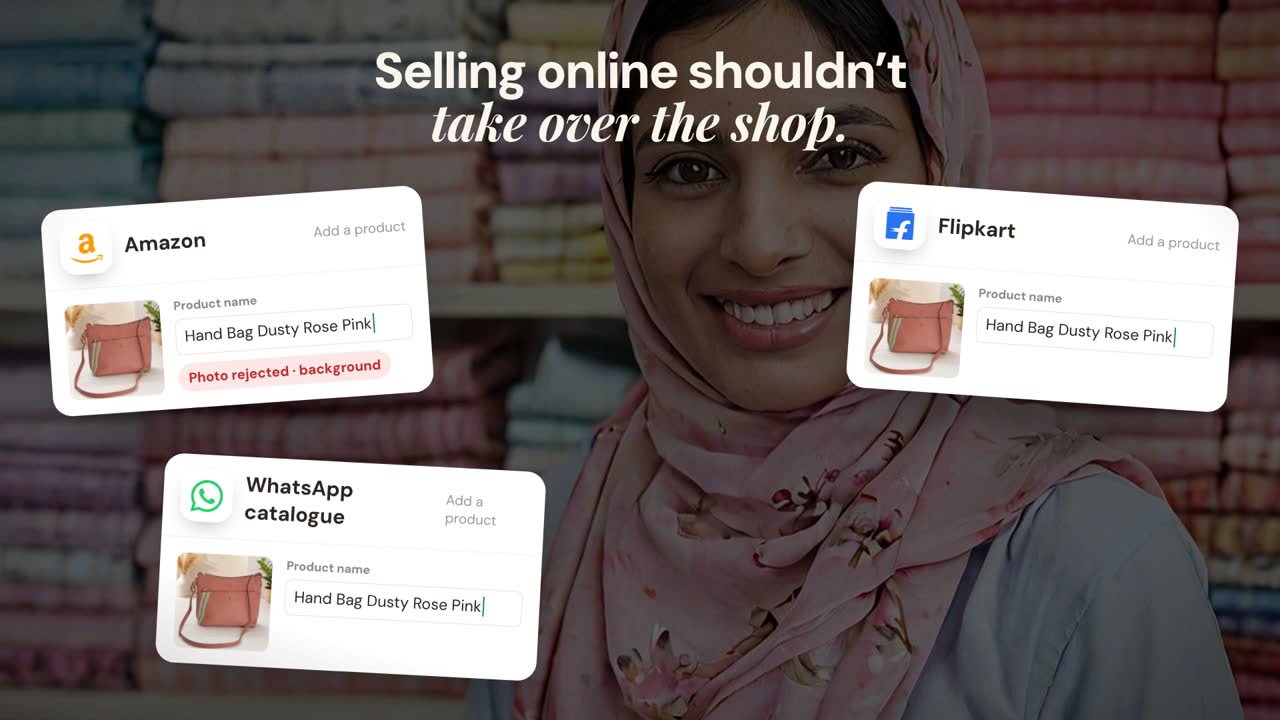 Selling online shouldn’t
take over the shop.
Amazon
Add a product
Product name
Hand Bag Dusty Rose Pink
Photo rejected · background
Flipkart
Add a product
Product name
Hand Bag Dusty Rose Pink
WhatsApp
catalogue
Add a
product
Product name
Hand Bag Dusty Rose Pink